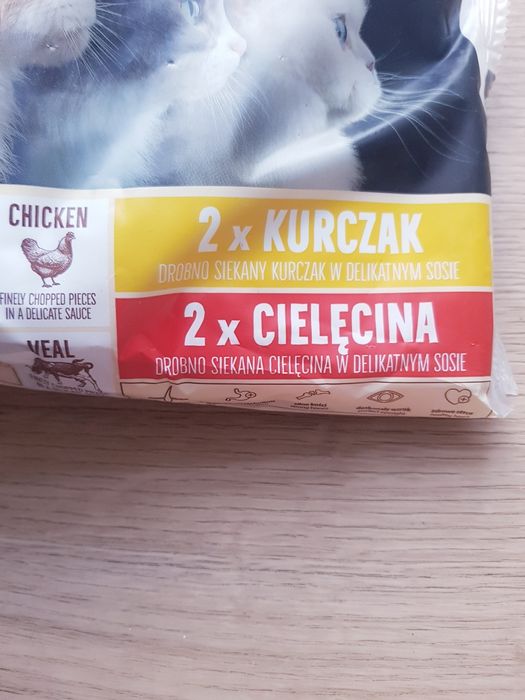 CHICKEN
FINELY CHOPPED PIECES
IN A DELICATE SAUCE
VEAL
2 x KURCZAK
DROBNO SIEKANY KURCZAK W DELIKATNYM SOSIE
2 x CIELĘCINA
DROBNO SIEKANA CIELĘCINA W DELIKATNYM SOSIE